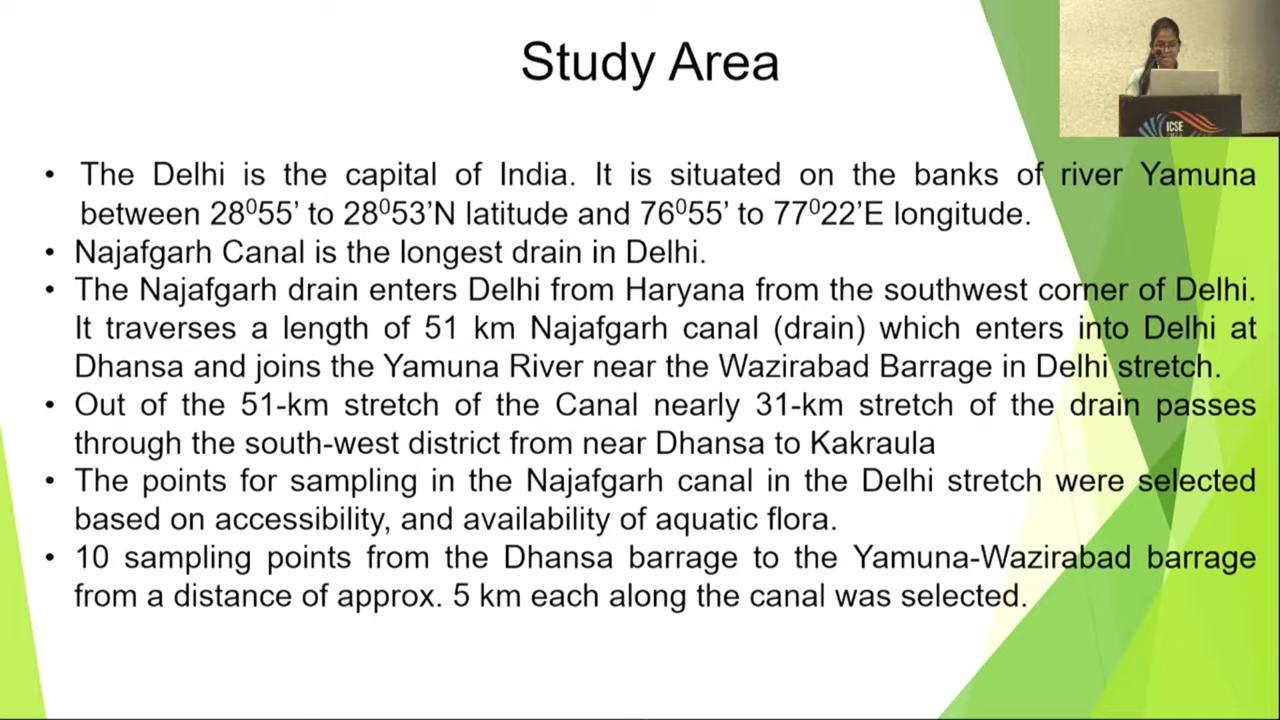 Study Area
ICSE
• The Delhi is the capital of India. It is situated on the banks of river Yamuna
between 28⁰55’ to 28⁰53’N latitude and 76⁰55’ to 77⁰22’E longitude.
• Najafgarh Canal is the longest drain in Delhi.
• The Najafgarh drain enters Delhi from Haryana from the southwest corner of Delhi.
It traverses a length of 51 km Najafgarh canal (drain) which enters into Delhi at
Dhansa and joins the Yamuna River near the Wazirabad Barrage in Delhi stretch.
• Out of the 51-km stretch of the Canal nearly 31-km stretch of the drain passes
through the south-west district from near Dhansa to Kakraula
• The points for sampling in the Najafgarh canal in the Delhi stretch were selected
based on accessibility, and availability of aquatic flora.
• 10 sampling points from the Dhansa barrage to the Yamuna-Wazirabad barrage
from a distance of approx. 5 km each along the canal was selected.